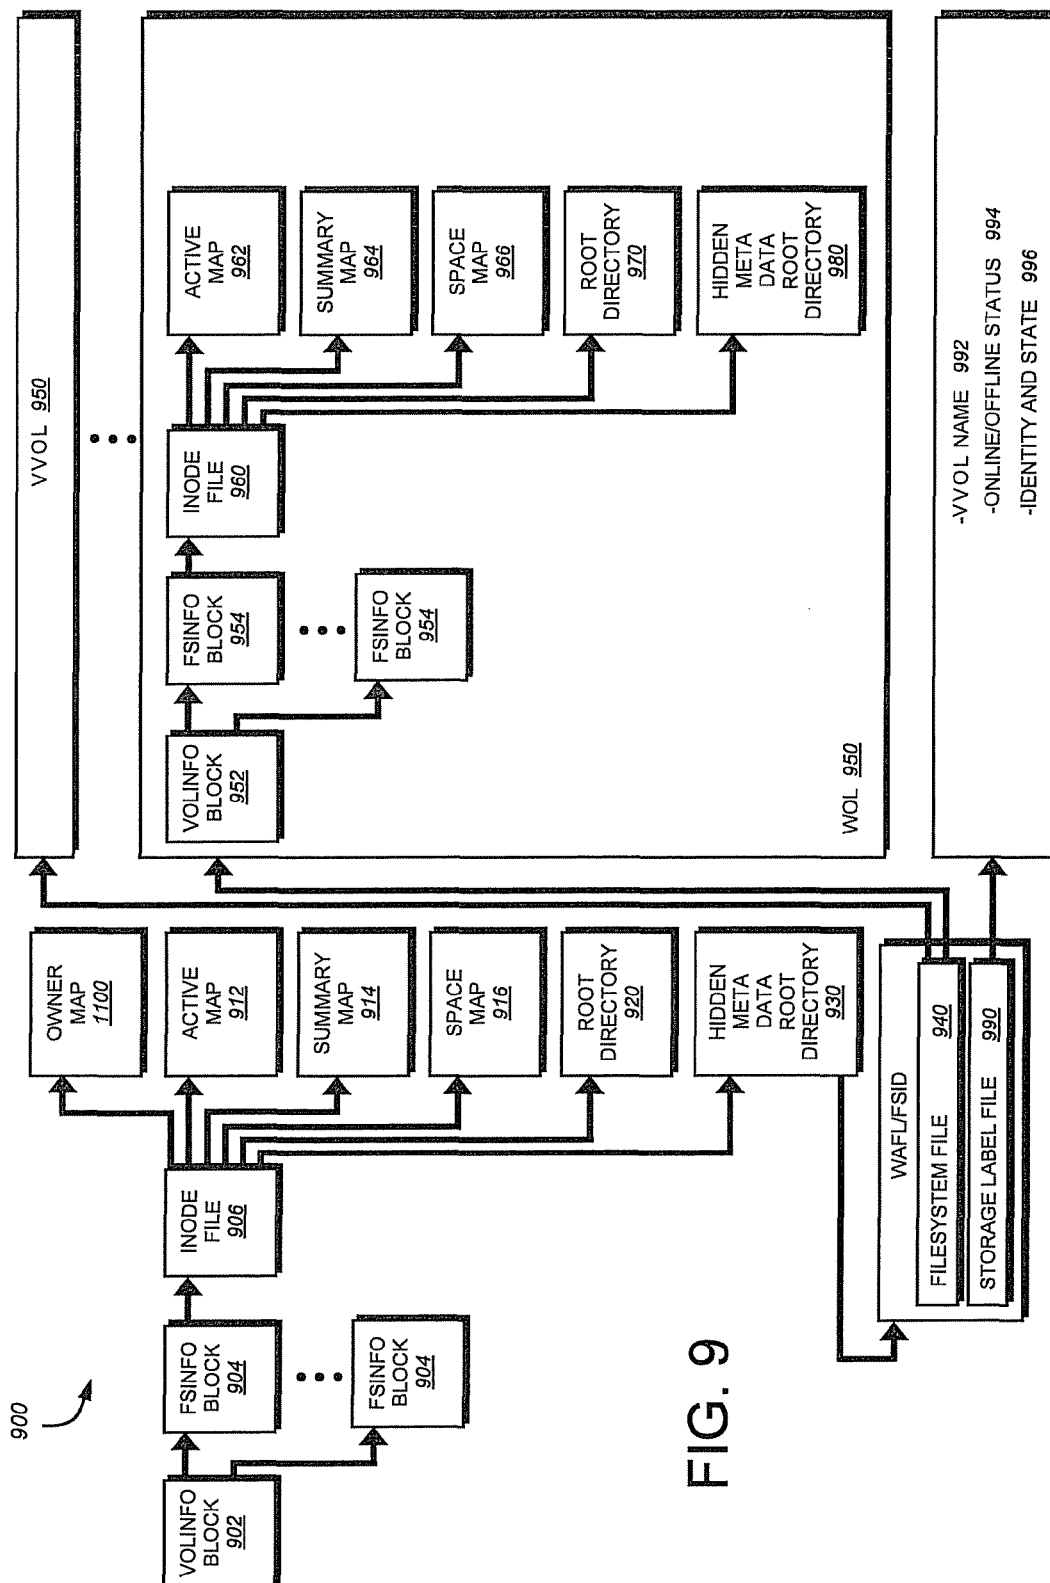 900
VOLINFO
BLOCK
902
FSINFO
BLOCK
904
FSINFO
BLOCK
904
INODE
FILE
906
OWNER
MAP
1100
ACTIVE
MAP
912
SUMMARY
MAP
914
SPACE
MAP
916
ROOT
DIRECTORY
920
HIDDEN
META
DATA
ROOT
DIRECTORY
930
WAFL/FSID
FILESYSTEM FILE 940
STORAGE LABEL FILE 990
VVOL 950
VOLINFO
BLOCK
952
FSINFO
BLOCK
954
FSINFO
BLOCK
954
INODE
FILE
960
ACTIVE
MAP
962
SUMMARY
MAP
964
SPACE
MAP
966
ROOT
DIRECTORY
970
HIDDEN
META
DATA
ROOT
DIRECTORY
980
WOL 950
-VVOL NAME 992
-ONLINE/OFFLINE STATUS 994
-IDENTITY AND STATE 996
FIG. 9